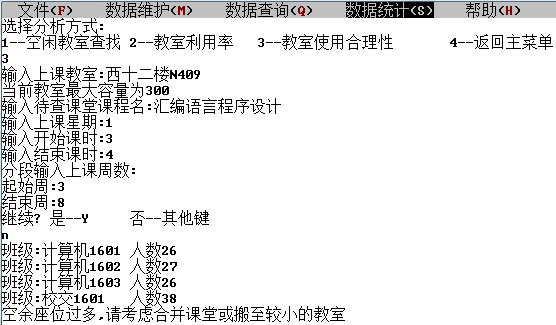 文件(F) 数据维护(M) 数据查询(Q) 数据统计(S) 帮助(H)
选择分析方式:
1--空闲教室查找 2--教室利用率 3--教室使用合理性 4--返回主菜单
3
输入上课教室:西十二楼N409
当前教室最大容量为300
输入待查课堂课程名:汇编语言程序设计
输入上课星期:1
输入开始课时:3
输入结束课时:4
分段输入上课周数:
起始周:3
结束周:8
继续? 是--Y 否--其他键
n
班级:计算机1601 人数26
班级:计算机1602 人数27
班级:计算机1603 人数26
班级:校交1601 人数38
空余座位过多,请考虑合并课堂或搬至较小的教室